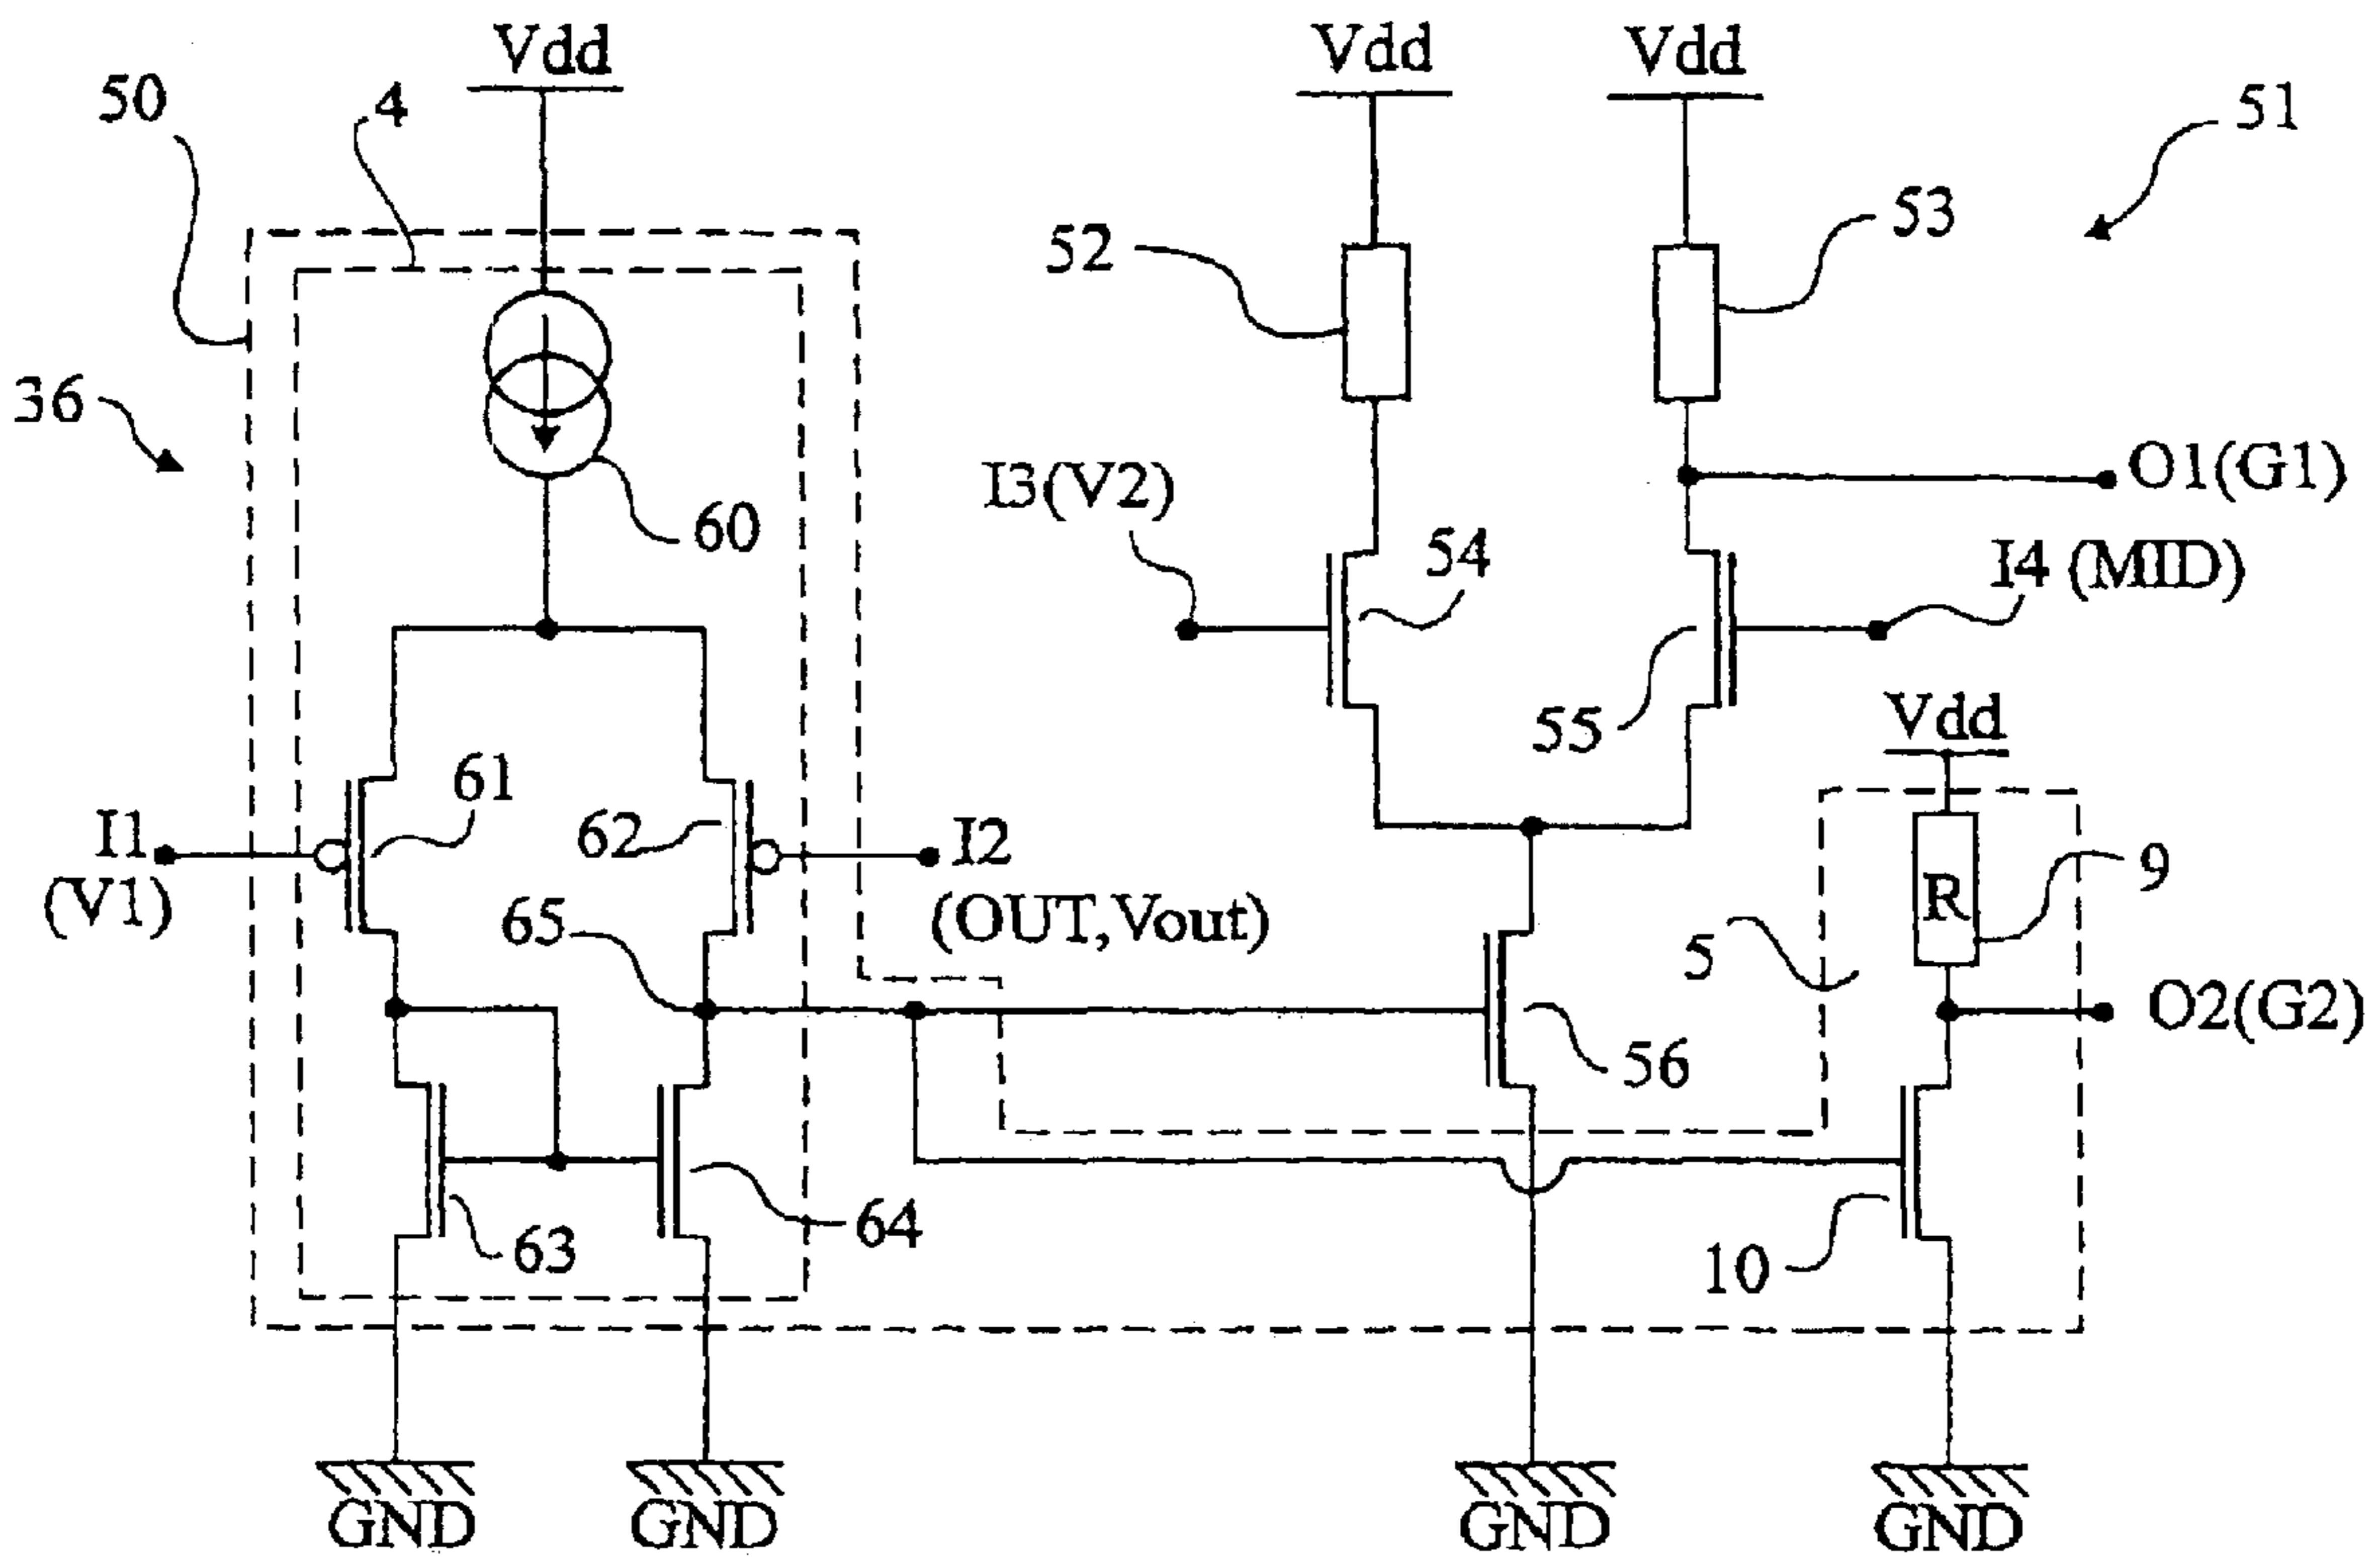 Vdd
Vdd
Vdd
50
4
51
52
53
36
60
I3(V2)
54
O1(G1)
I4 (MID)
55
Vdd
61
62
I1
(V1)
I2
(OUT,Vout)
65
5
R
9
O2(G2)
56
63
64
10
GND
GND
GND
GND